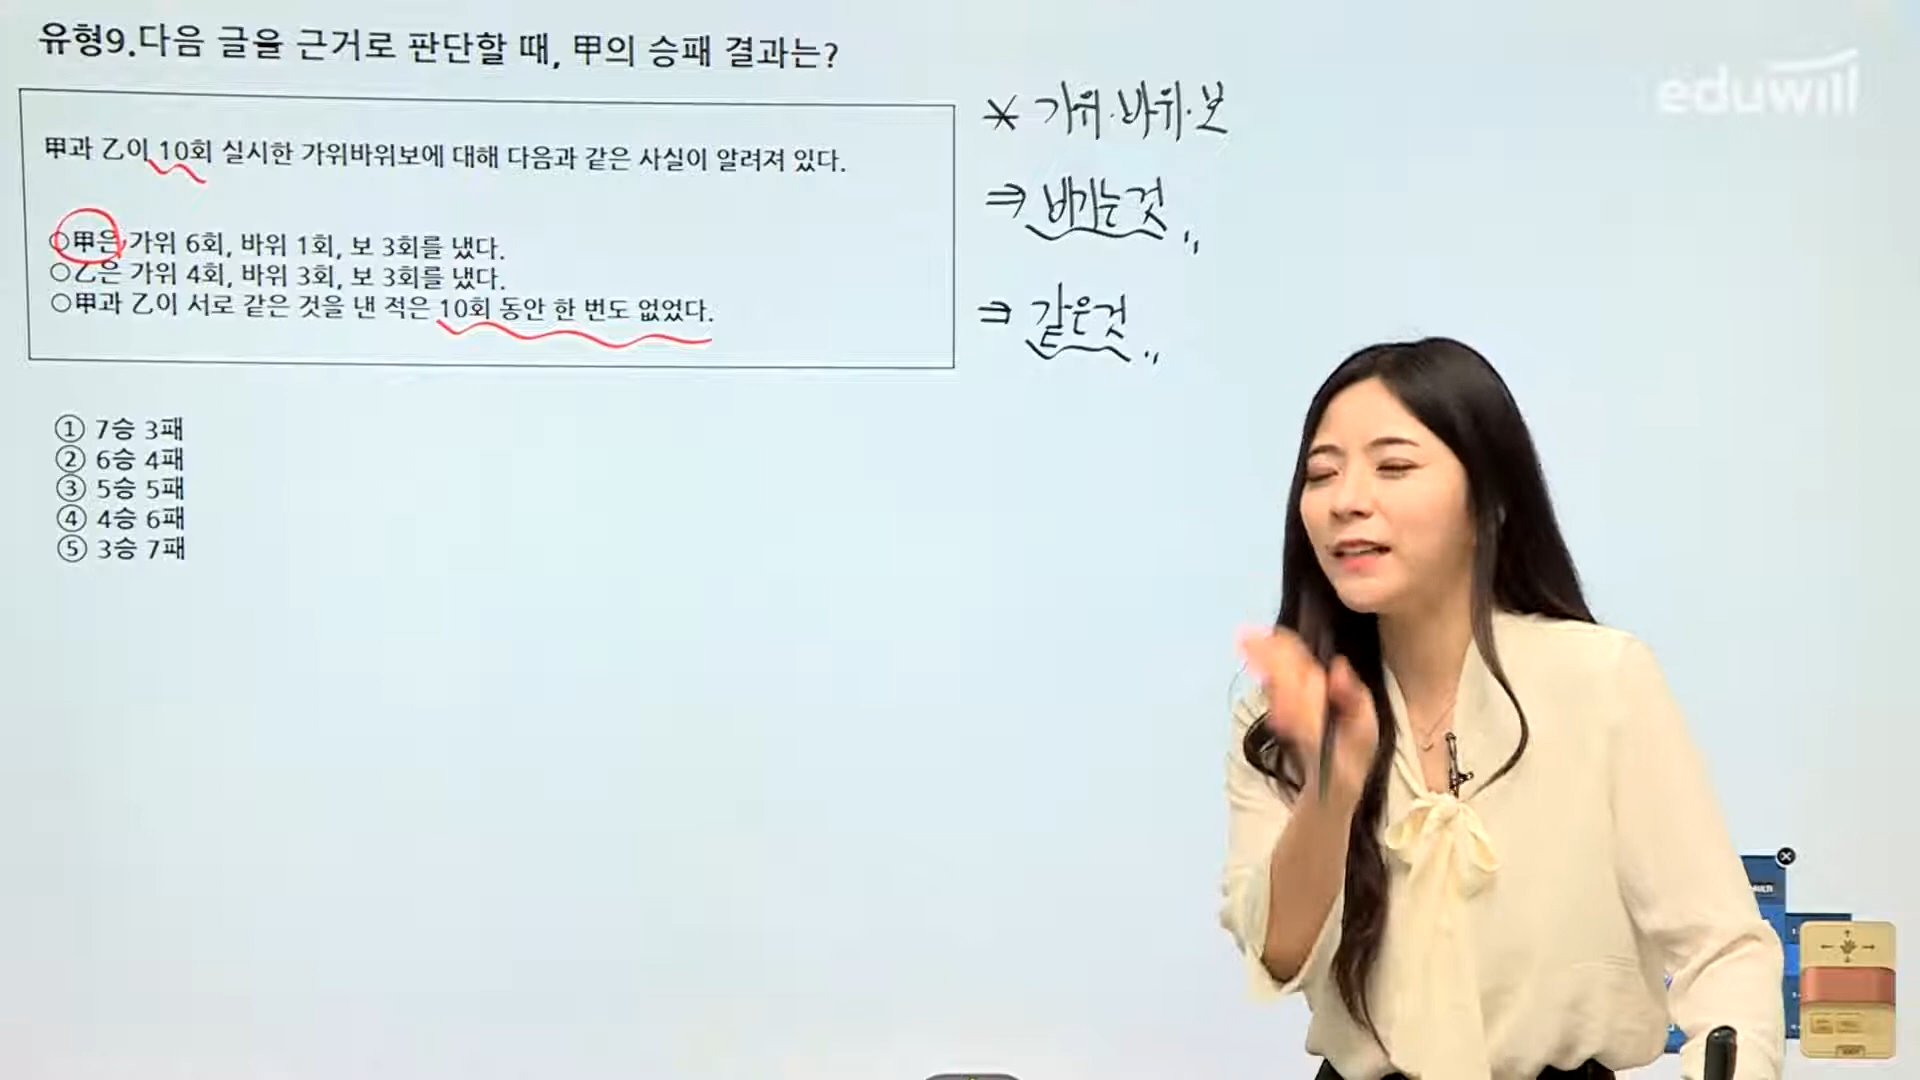 유형9.다음 글을 근거로 판단할 때, 甲의 승패 결과는?
eduwill
甲과 乙이 10회 실시한 가위바위보에 대해 다음과 같은 사실이 알려져 있다.
○甲은 가위 6회, 바위 1회, 보 3회를 냈다.
○乙은 가위 4회, 바위 3회, 보 3회를 냈다.
○甲과 乙이 서로 같은 것을 낸 적은 10회 동안 한 번도 없었다.
① 7승 3패
② 6승 4패
③ 5승 5패
④ 4승 6패
⑤ 3승 7패
* 가위·바위·보
⇒ 비기는것
⇒ 같은것